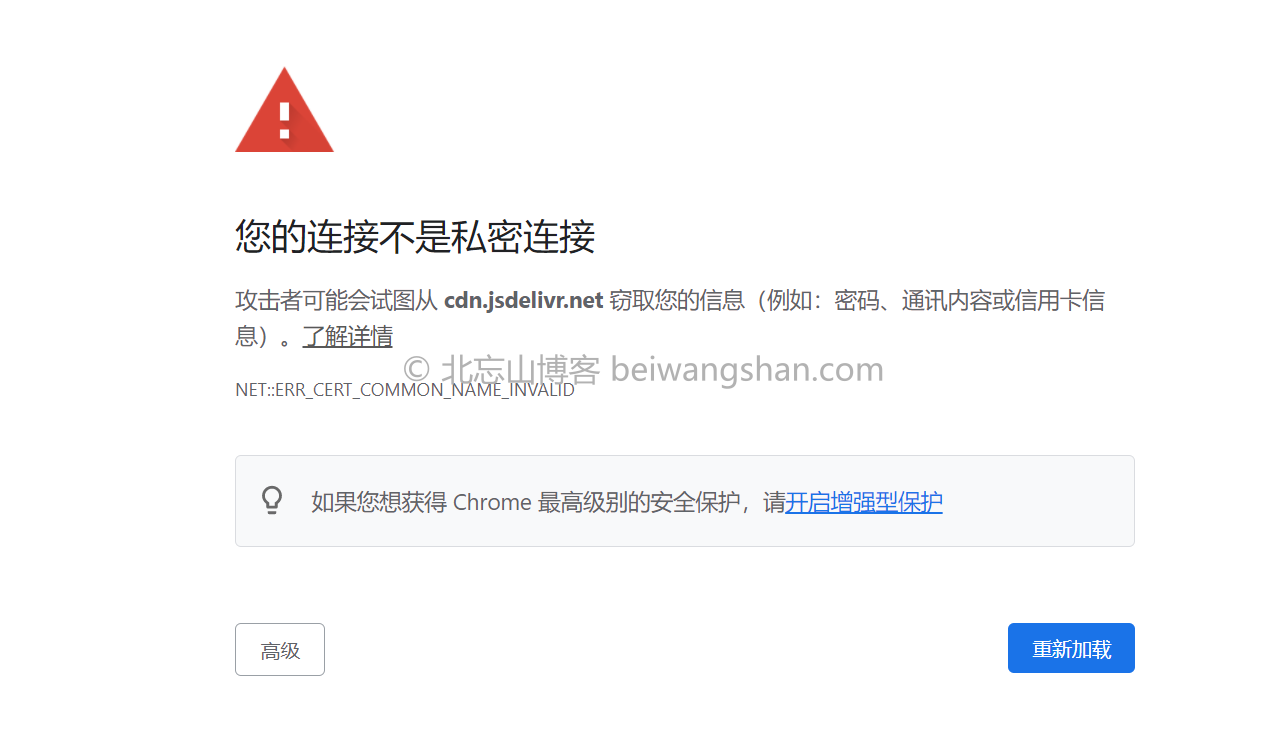 您的连接不是私密连接
攻击者可能会试图从 cdn.jsdelivr.net 窃取您的信息（例如：密码、通讯内容或信用卡信
息）。了解详情
© 北忘山博客 beiwangshan.com
NET::ERR_CERT_COMMON_NAME_INVALID
如果您想获得 Chrome 最高级别的安全保护，请开启增强型保护
高级
重新加载